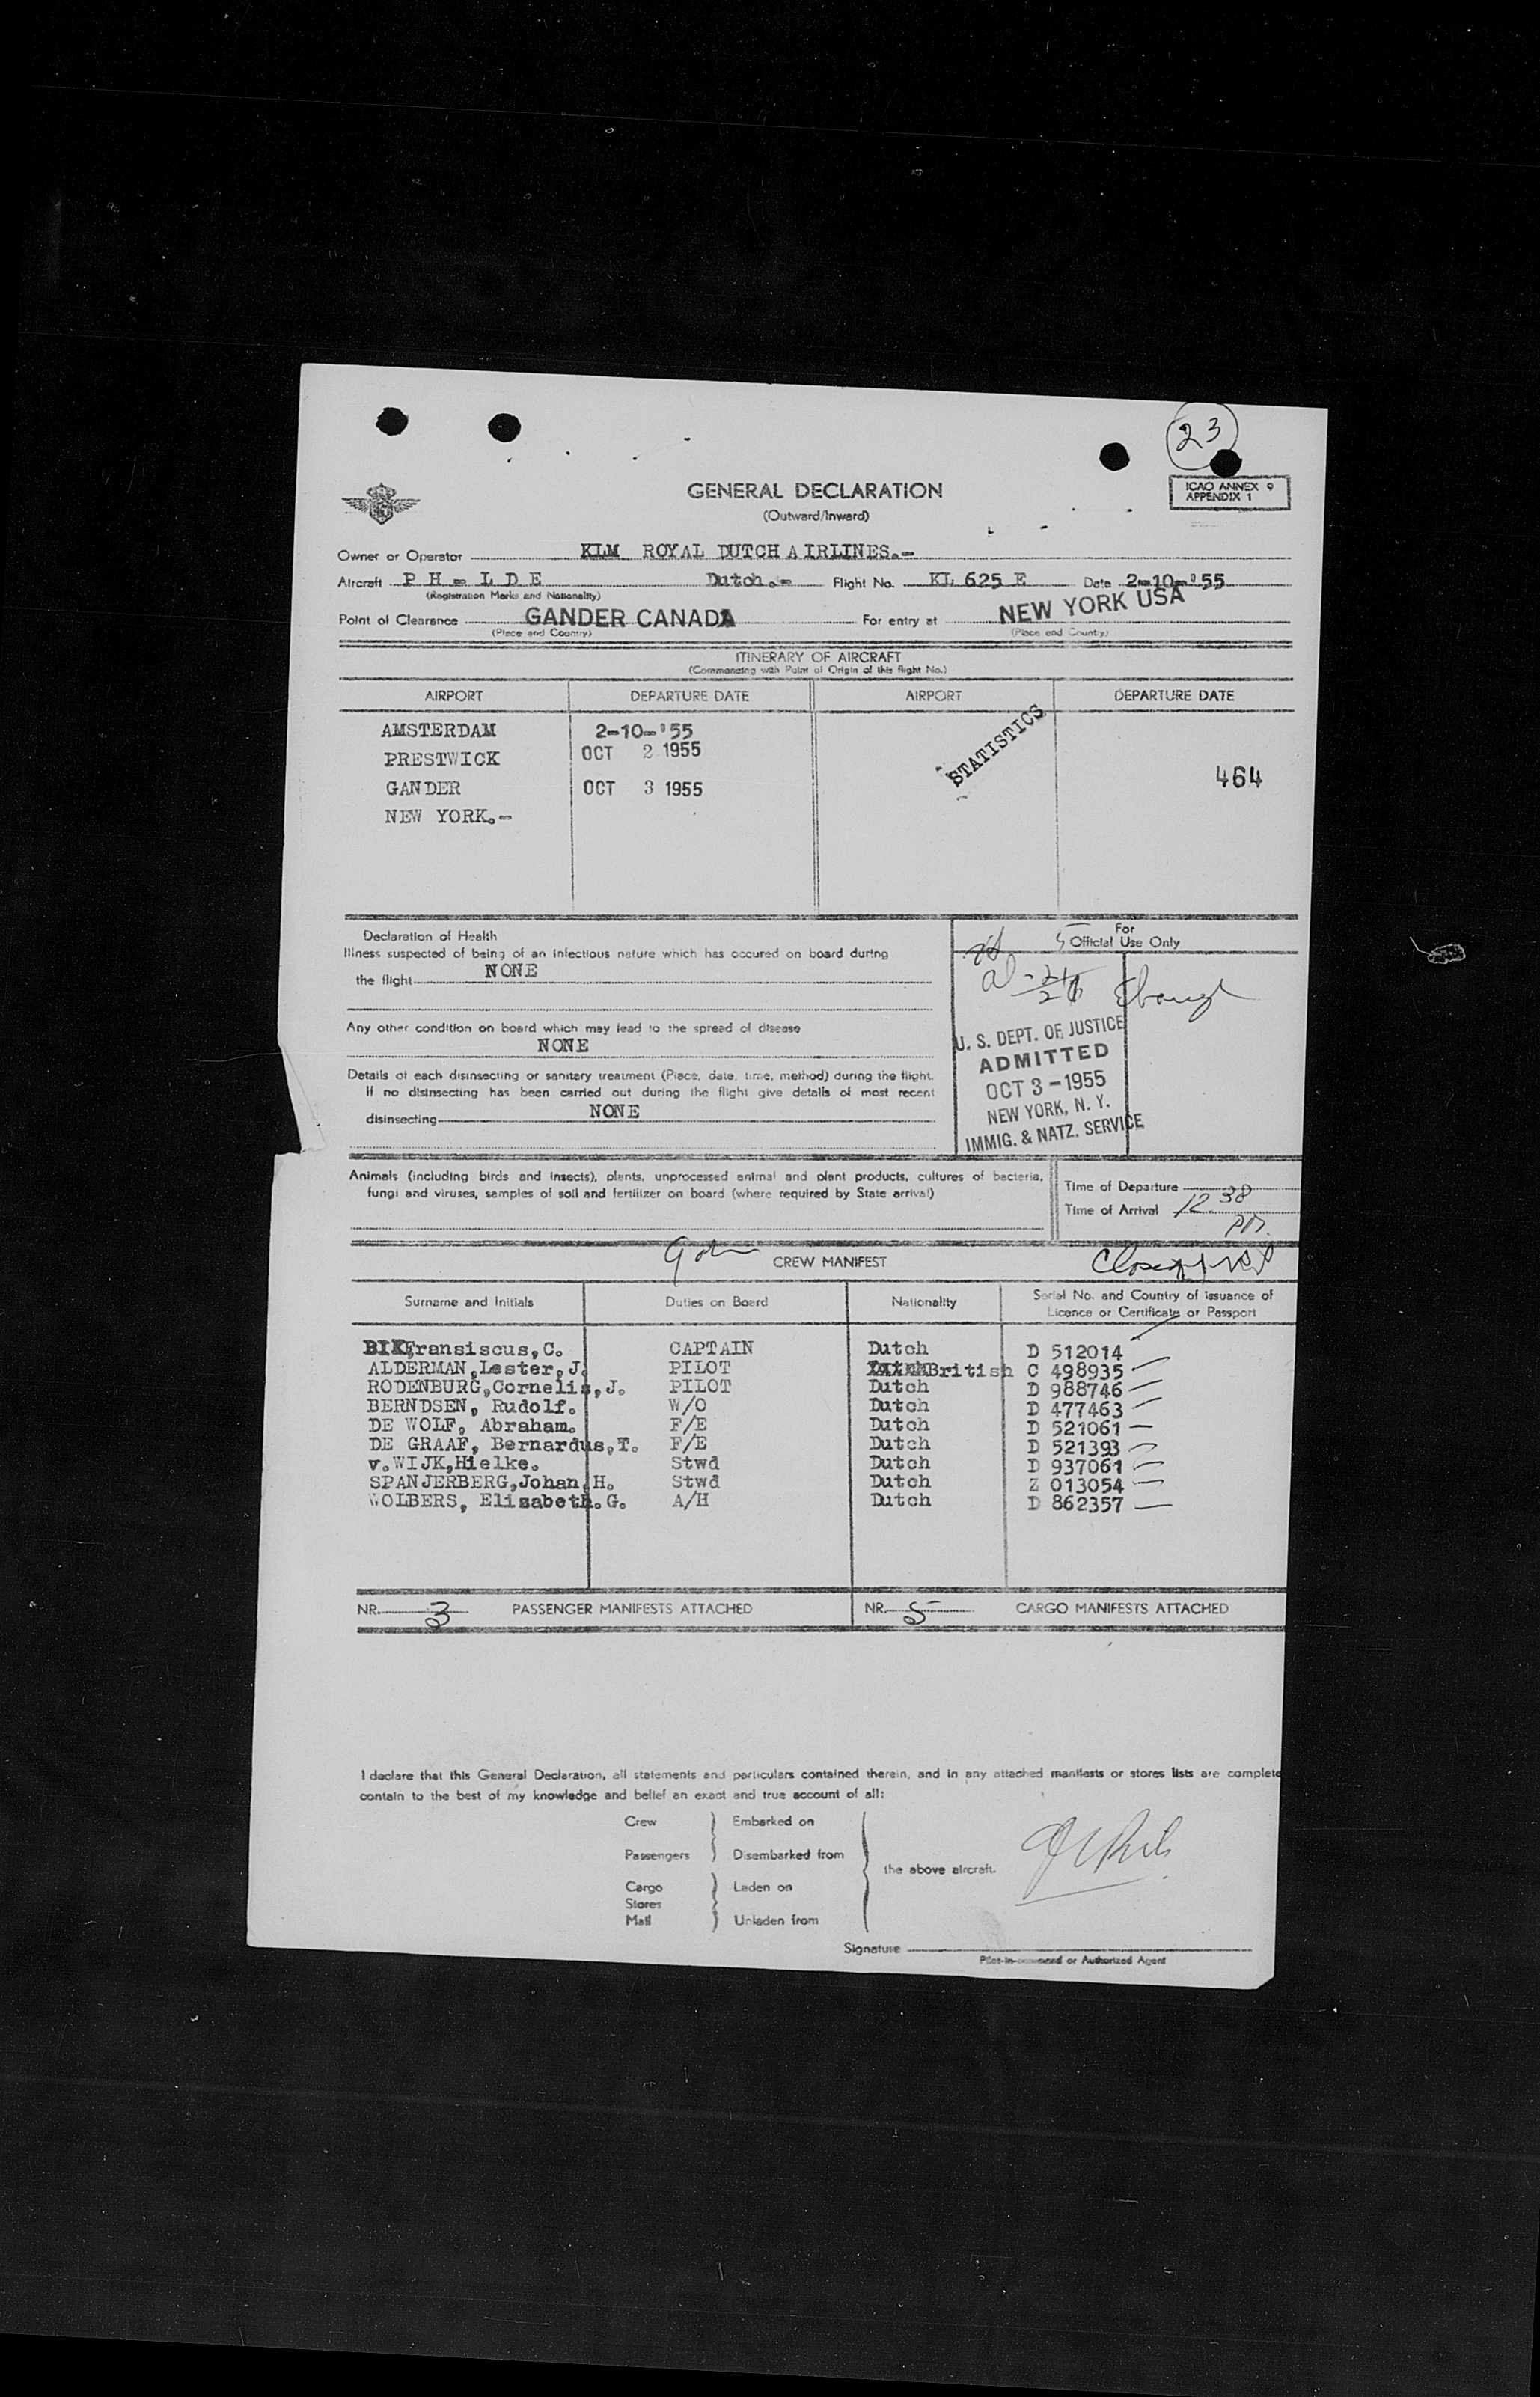 23
ICAO ANNEX 9
APPENDIX 1
GENERAL DECLARATION
(Outward/Inward)
Owner or Operator KLM ROYAL DUTCH AIRLINES.-
Aircraft P H - L D E Dutch.- Flight No. KL 625 E Date 2-10-'55
(Registration Marks and Nationality)
Point of Clearance GANDER CANADA For entry at NEW YORK USA
(Place and Country) (Place and Country)
ITINERARY OF AIRCRAFT
(Commencing with Point of Origin of this flight No.)
AIRPORT DEPARTURE DATE AIRPORT DEPARTURE DATE
AMSTERDAM 2-10-'55
PRESTWICK OCT 2 1955
STATISTICS
464
GANDER OCT 3 1955
NEW YORK.-
Declaration of Health
Illness suspected of being of an infectious nature which has occured on board during
the flight NONE
Any other condition on board which may lead to the spread of disease
NONE
Details of each disinsecting or sanitary treatment (Place, date, time, method) during the flight.
If no disinsecting has been carried out during the flight give details of most recent
disinsecting NONE
For
Official Use Only
U. S. DEPT. OF JUSTICE
ADMITTED
OCT 3 - 1955
NEW YORK, N. Y.
IMMIG. & NATZ. SERVICE
Animals (including birds and insects), plants, unprocessed animal and plant products, cultures of bacteria,
fungi and viruses, samples of soil and fertilizer on board (where required by State arrival)
Time of Departure
Time of Arrival 12 38
PM.
CREW MANIFEST
Surname and Initials Duties on Board Nationality Serial No. and Country of issuance of
Licence or Certificate or Passport
BIK,Fransiscus,C. CAPTAIN Dutch D 512014
ALDERMAN,Lester,J. PILOT British C 498935
RODENBURG,Cornelis,J. PILOT Dutch D 988746
BERNDSEN, Rudolf. W/O Dutch D 477463
DE WOLF, Abraham. F/E Dutch D 521061
DE GRAAF, Bernardus,T. F/E Dutch D 521393
v.WIJK,Hielke. Stwd Dutch D 937061
SPANJERBERG,Johan,H. Stwd Dutch Z 013054
WOLBERS, Elisabeth.G. A/H Dutch D 862357
NR. 3 PASSENGER MANIFESTS ATTACHED NR. 5 CARGO MANIFESTS ATTACHED
I declare that this General Declaration, all statements and particulars contained therein, and in any attached manifests or stores lists are complete
contain to the best of my knowledge and belief an exact and true account of all:
Crew Embarked on
Passengers Disembarked from
the above aircraft.
Cargo Laden on
Stores
Mail Unladen from
Signature
Pilot-in-command or Authorized Agent